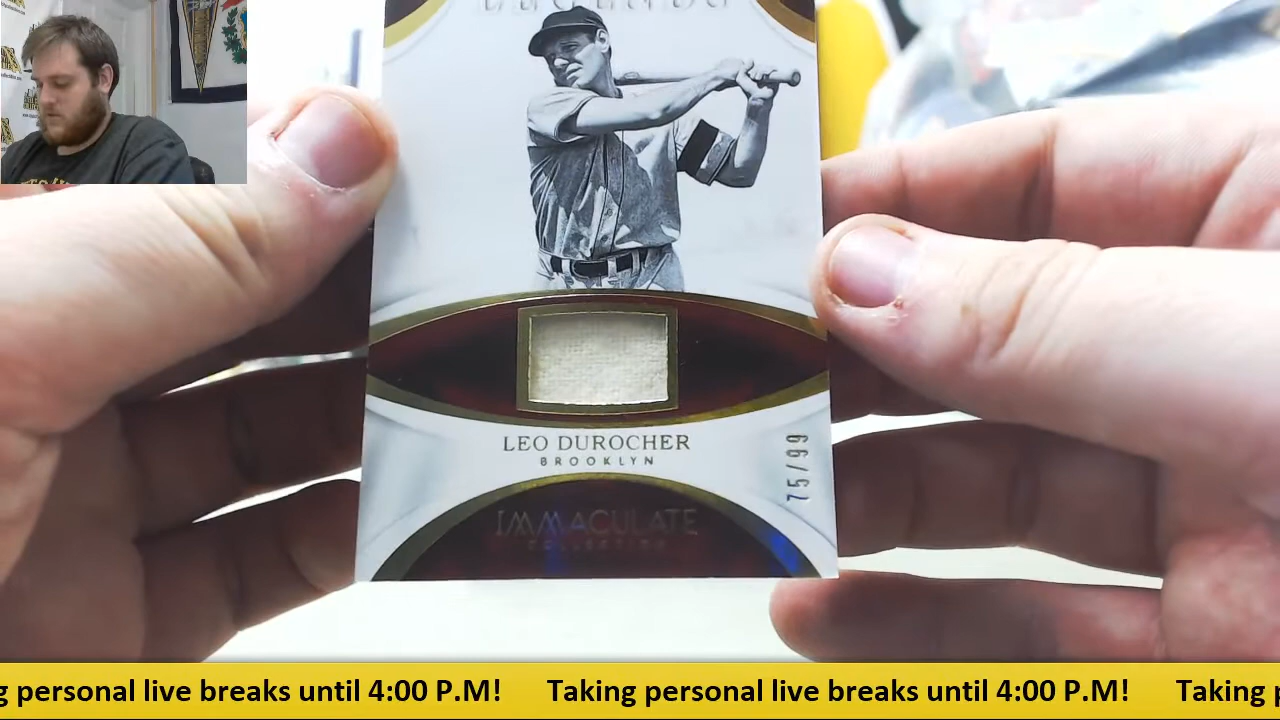 LEO DUROCHER
BROOKLYN
75/99
IMMACULATE
COLLECTION
g personal live breaks until 4:00 P.M! Taking personal live breaks until 4:00 P.M! Taking